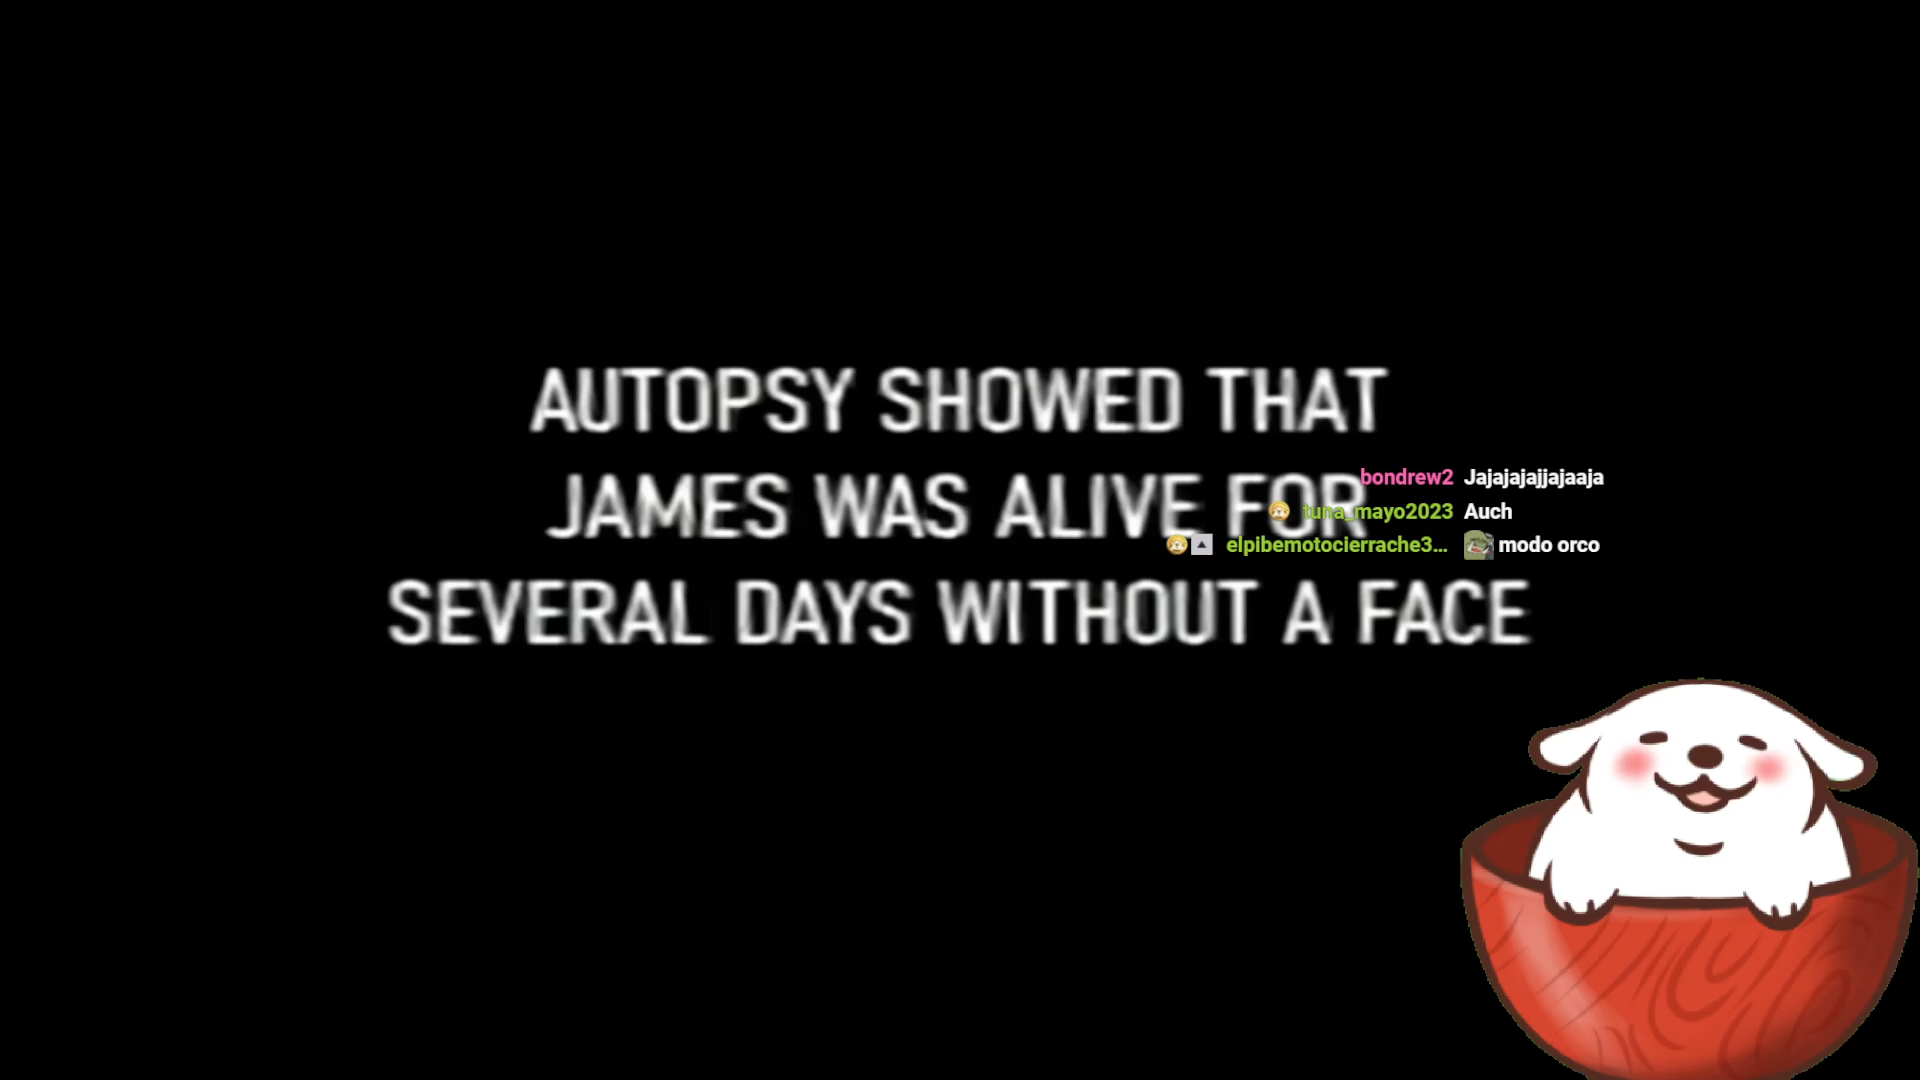 AUTOPSY SHOWED THAT
JAMES WAS ALIVE FOR
SEVERAL DAYS WITHOUT A FACE
bondrew2 Jajajajajjajaaja
tuna_mayo2023 Auch
elpibemotocierrache3... modo orco